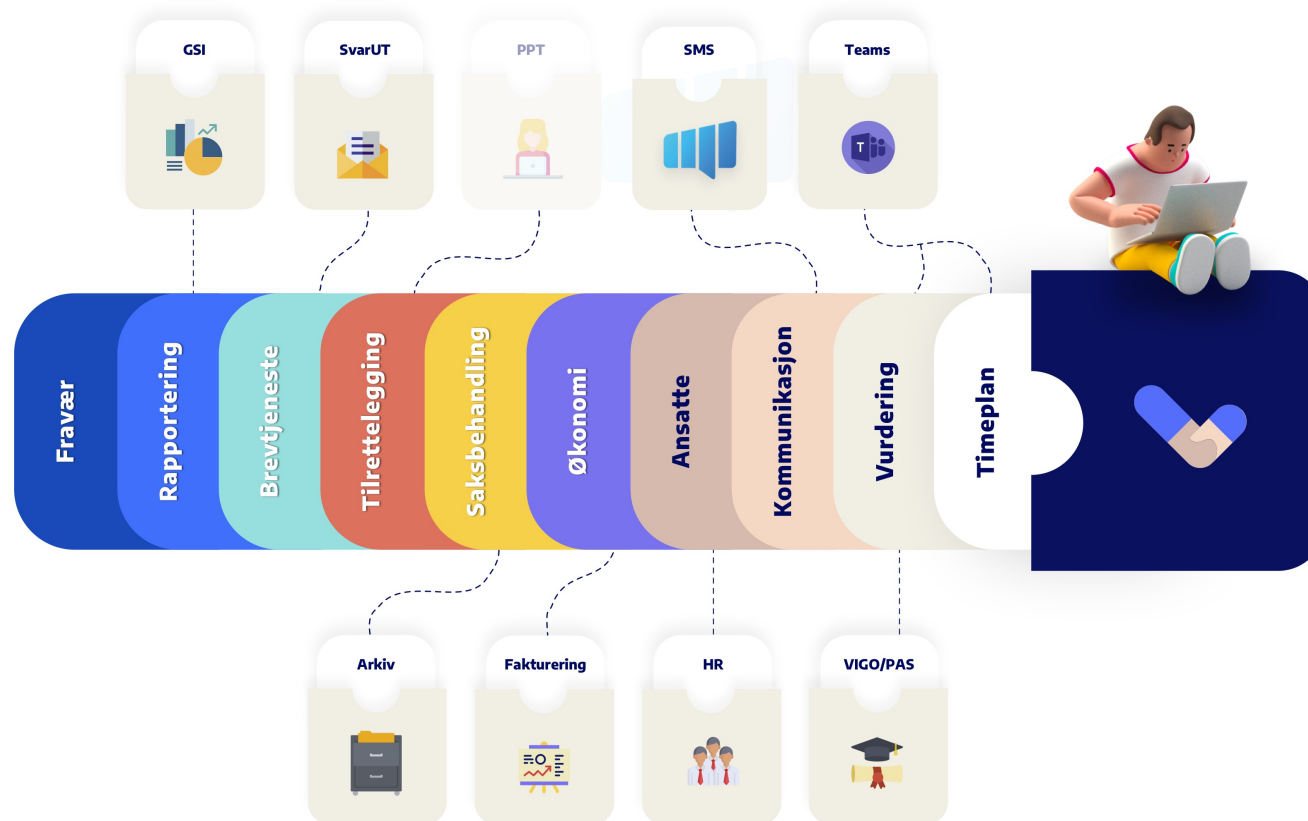 GSI
SvarUT
PPT
SMS
Teams
Fravær
Rapportering
Brevtjeneste
Tilrettelegging
Saksbehandling
Økonomi
Ansatte
Kommunikasjon
Vurdering
Timeplan
Arkiv
Fakturering
HR
VIGO/PAS
T